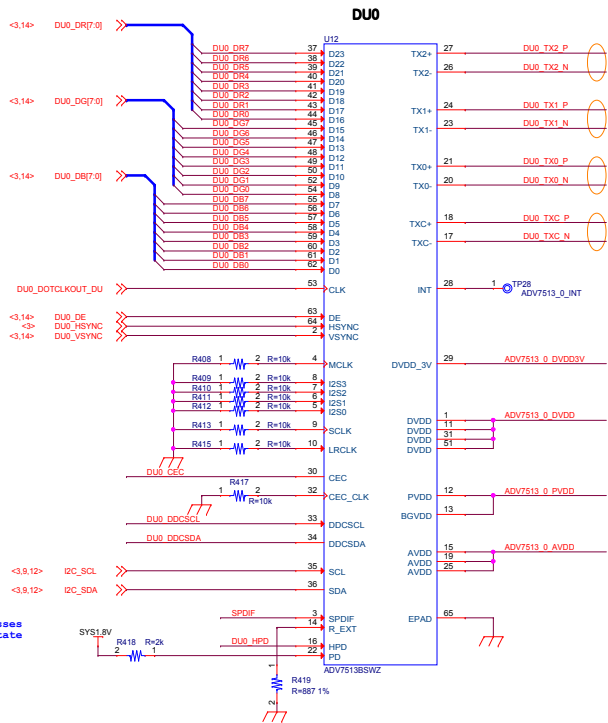 DU0
U12
<3,14> DU0_DR[7:0]
DU0_DR7 37 D23
DU0_DR6 38 D22
DU0_DR5 39 D21
DU0_DR4 40 D20
DU0_DR3 41 D19
DU0_DR2 42 D18
DU0_DR1 43 D17
DU0_DR0 44 D16
<3,14> DU0_DG[7:0]
DU0_DG7 45 D15
DU0_DG6 46 D14
DU0_DG5 47 D13
DU0_DG4 48 D12
DU0_DG3 49 D11
DU0_DG2 50 D10
DU0_DG1 52 D9
DU0_DG0 54 D8
<3,14> DU0_DB[7:0]
DU0_DB7 55 D7
DU0_DB6 56 D6
DU0_DB5 57 D5
DU0_DB4 58 D4
DU0_DB3 59 D3
DU0_DB2 60 D2
DU0_DB1 61 D1
DU0_DB0 62 D0
DU0_DOTCLKOUT_DU 53 CLK
<3,14> DU0_DE 63 DE
<3> DU0_HSYNC 64 HSYNC
<3,14> DU0_VSYNC 2 VSYNC
R408 1 2 R=10k 4 MCLK
R409 1 2 R=10k 8 I2S3
R410 1 2 R=10k 7 I2S2
R411 1 2 R=10k 6 I2S1
R412 1 2 R=10k 5 I2S0
R413 1 2 R=10k 9 SCLK
R415 1 2 R=10k 10 LRCLK
DU0_CEC 30 CEC
R417 1 2 R=10k 32 CEC_CLK
DU0_DDCSCL 33 DDCSCL
DU0_DDCSDA 34 DDCSDA
<3,9,12> I2C_SCL 35 SCL
<3,9,12> I2C_SDA 36 SDA
SPDIF 3 SPDIF
14 R_EXT
DU0_HPD 16 HPD
22 PD
SYS1.8V
R418 R=2k
2 1
R419
R=887 1%
1
2
ADV7513BSWZ
TX2+ 27 DU0_TX2_P
TX2- 26 DU0_TX2_N
TX1+ 24 DU0_TX1_P
TX1- 23 DU0_TX1_N
TX0+ 21 DU0_TX0_P
TX0- 20 DU0_TX0_N
TXC+ 18 DU0_TXC_P
TXC- 17 DU0_TXC_N
INT 28 1 TP28
ADV7513_0_INT
DVDD_3V 29 ADV7513_0_DVDD3V
DVDD 1 ADV7513_0_DVDD
DVDD 11
DVDD 31
DVDD 51
PVDD 12 ADV7513_0_PVDD
BGVDD 13
AVDD 15 ADV7513_0_AVDD
AVDD 19
AVDD 25
EPAD 65
ses
tate